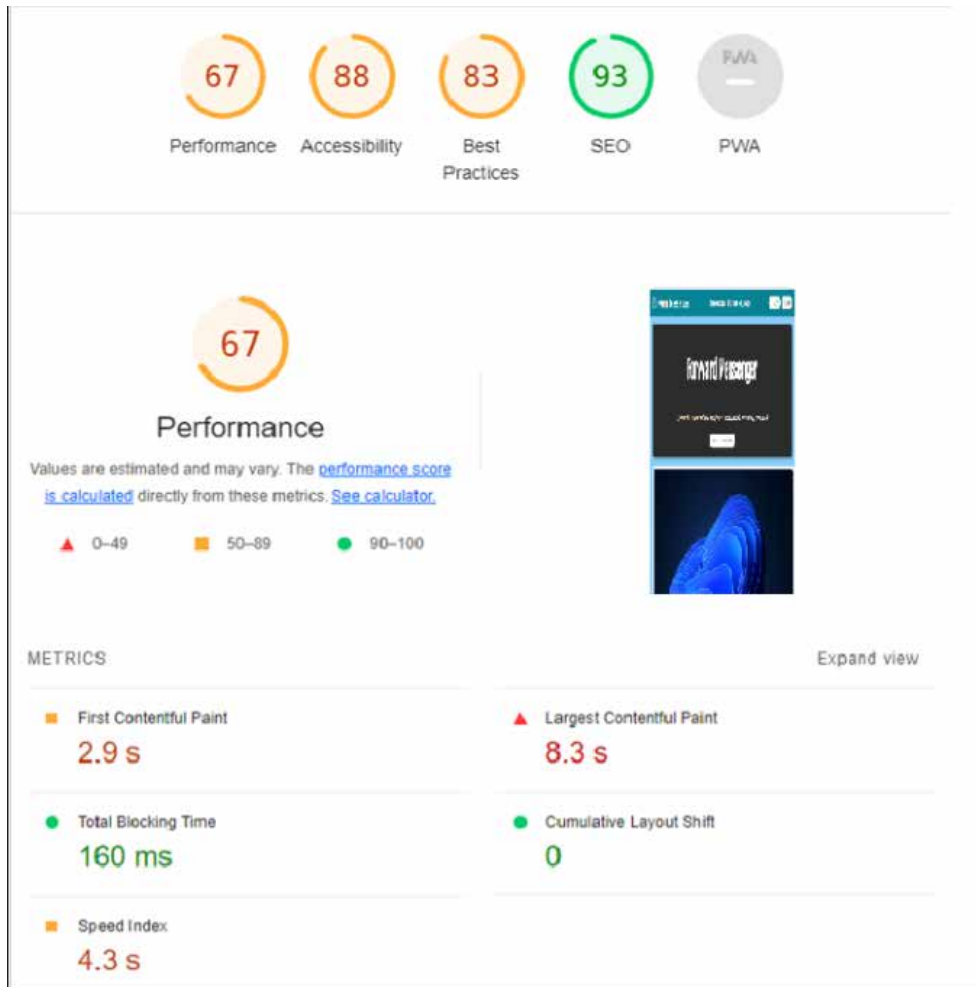 67
88
83
93
PWA
Performance
Accessibility
Best
Practices
SEO
PWA
67
Performance
Values are estimated and may vary. The performance score
is calculated directly from these metrics. See calculator.
0–49
50–89
90–100
Forward Messenger
METRICS
Expand view
First Contentful Paint
2.9 s
Largest Contentful Paint
8.3 s
Total Blocking Time
160 ms
Cumulative Layout Shift
0
Speed Index
4.3 s